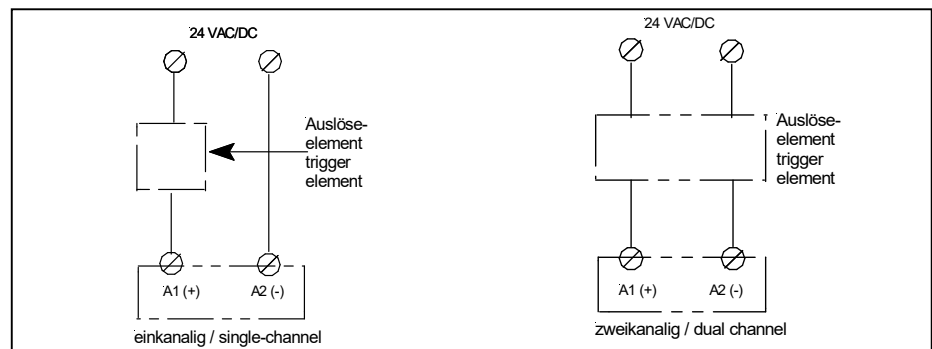 24 VAC/DC
Auslöse-
element
trigger
element
A1 (+) A2 (-)
einkanalig / single-channel
24 VAC/DC
Auslöse-
element
trigger
element
A1 (+) A2 (-)
zweikanalig / dual channel